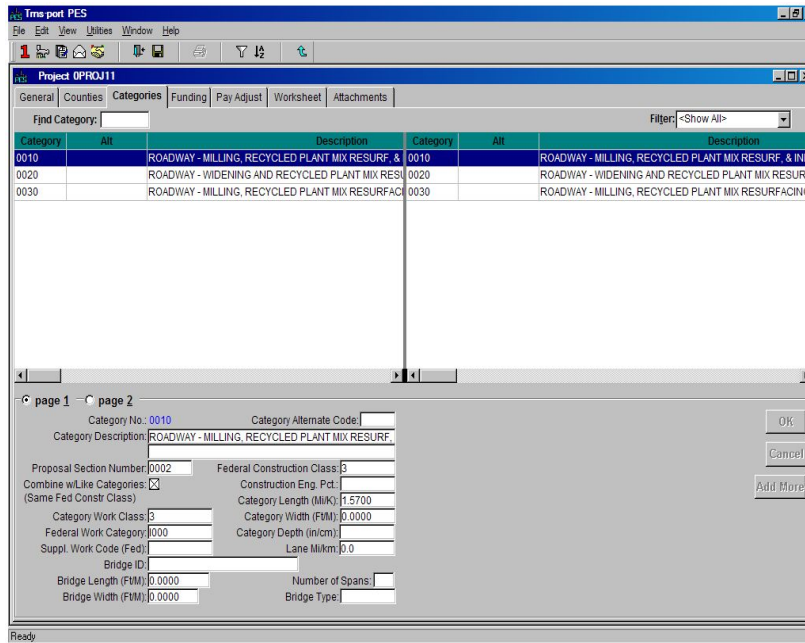 Trns·port PES
File Edit View Utilities Window Help
Project 0PROJ11
General Counties Categories Funding Pay Adjust Worksheet Attachments
Find Category: Filter: <Show All>
Category Alt Description Category Alt Description
0010 ROADWAY - MILLING, RECYCLED PLANT MIX RESURF, & 0010 ROADWAY - MILLING, RECYCLED PLANT MIX RESURF, & IN
0020 ROADWAY - WIDENING AND RECYCLED PLANT MIX RESU 0020 ROADWAY - WIDENING AND RECYCLED PLANT MIX RESUR
0030 ROADWAY - MILLING, RECYCLED PLANT MIX RESURFACI 0030 ROADWAY - MILLING, RECYCLED PLANT MIX RESURFACIN
page 1 page 2
Category No.: 0010 Category Alternate Code:
OK
Category Description: ROADWAY - MILLING, RECYCLED PLANT MIX RESURF,
Cancel
Proposal Section Number: 0002 Federal Construction Class: 3
Combine w/Like Categories: Construction Eng. Pct.:
Add More
(Same Fed Constr Class) Category Length (Mi/K): 1.5700
Category Work Class: 3 Category Width (Ft/M): 0.0000
Federal Work Category: I000 Category Depth (in/cm):
Suppl. Work Code (Fed): Lane Mi/km: 0.0
Bridge ID:
Bridge Length (Ft/M): 0.0000 Number of Spans:
Bridge Width (Ft/M): 0.0000 Bridge Type:
Ready